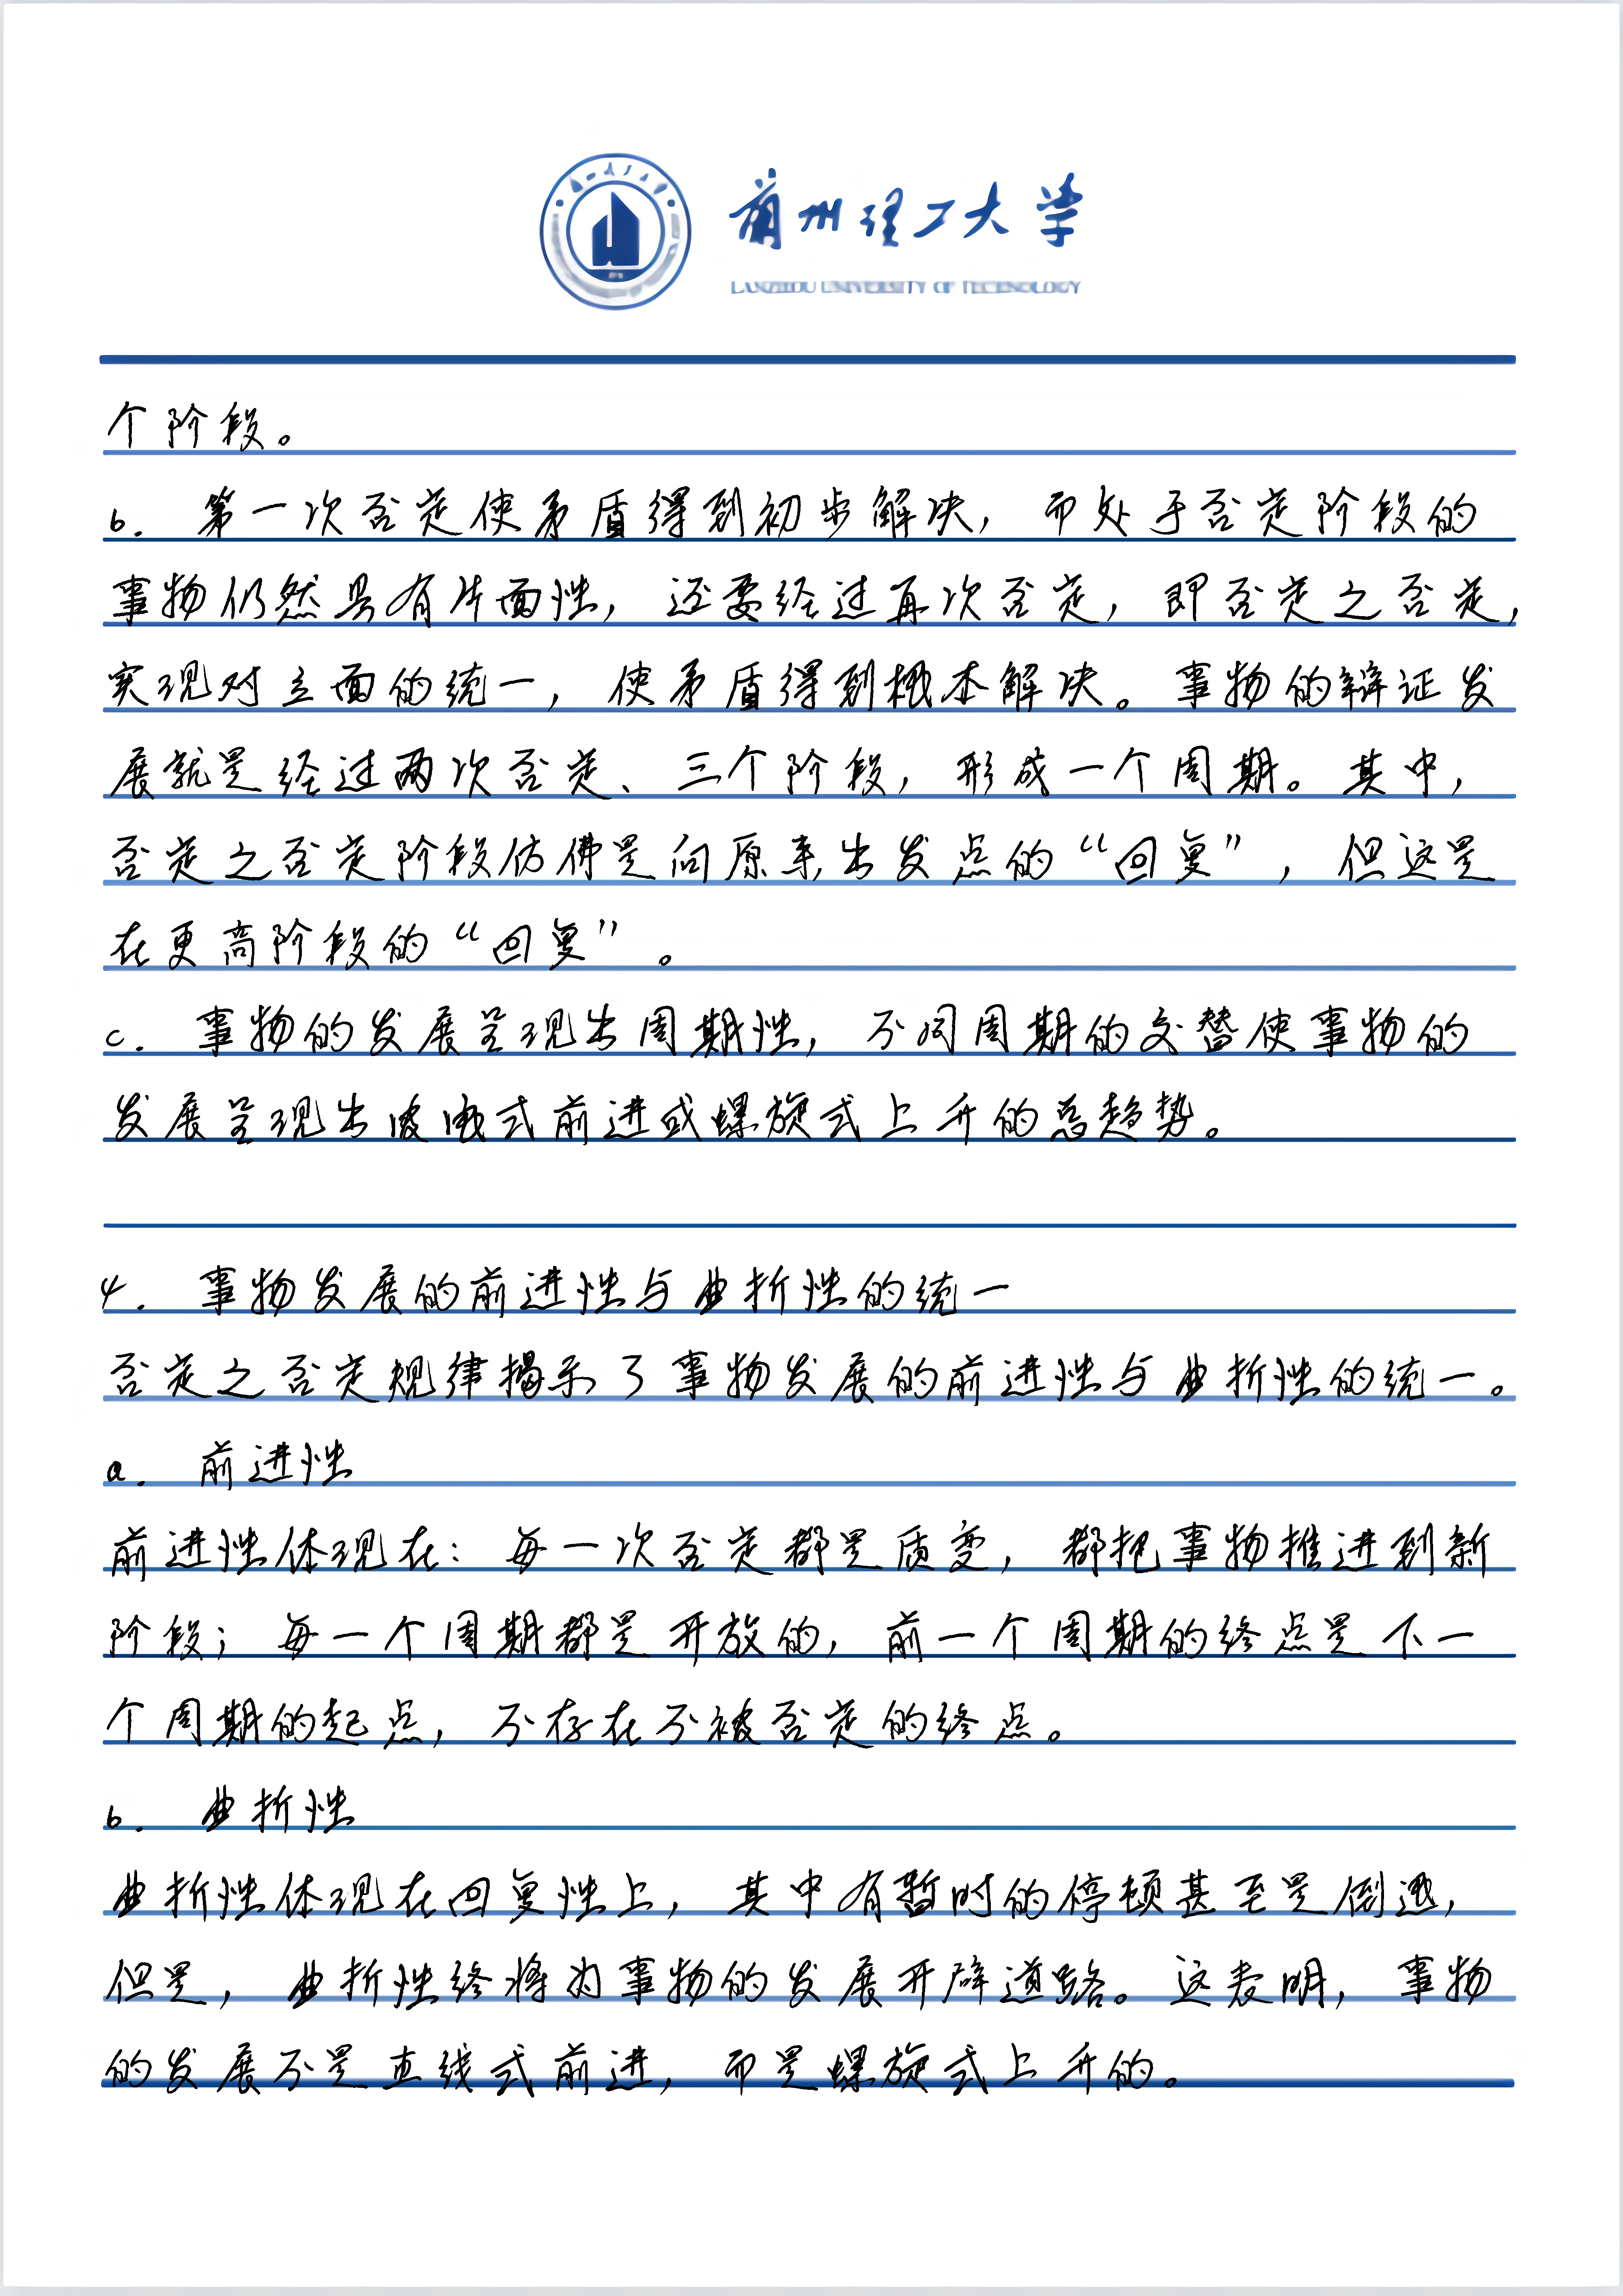 蘭州理工大学
LANZHOU UNIVERSITY OF TECHNOLOGY
个阶段。
b. 第一次否定使矛盾得到初步解决，而处于否定阶段的
事物仍然具有片面性，还要经过再次否定，即否定之否定，
实现对立面的统一，使矛盾得到根本解决。事物的辩证发
展就是经过两次否定、三个阶段，形成一个周期。其中，
否定之否定阶段仿佛是向原来出发点的“回复”，但这是
在更高阶段的“回复”。
c. 事物的发展呈现出周期性，不同周期的交替使事物的
发展呈现出波浪式前进或螺旋式上升的总趋势。
4. 事物发展的前进性与曲折性的统一
否定之否定规律揭示了事物发展的前进性与曲折性的统一。
a. 前进性
前进性体现在：每一次否定都是质变，都把事物推进到新
阶段；每一个周期都是开放的，前一个周期的终点是下一
个周期的起点，不存在不被否定的终点。
b. 曲折性
曲折性体现在回复性上，其中有暂时的停顿甚至是倒退，
但是，曲折性终将为事物的发展开辟道路。这表明，事物
的发展不是直线式前进，而是螺旋式上升的。